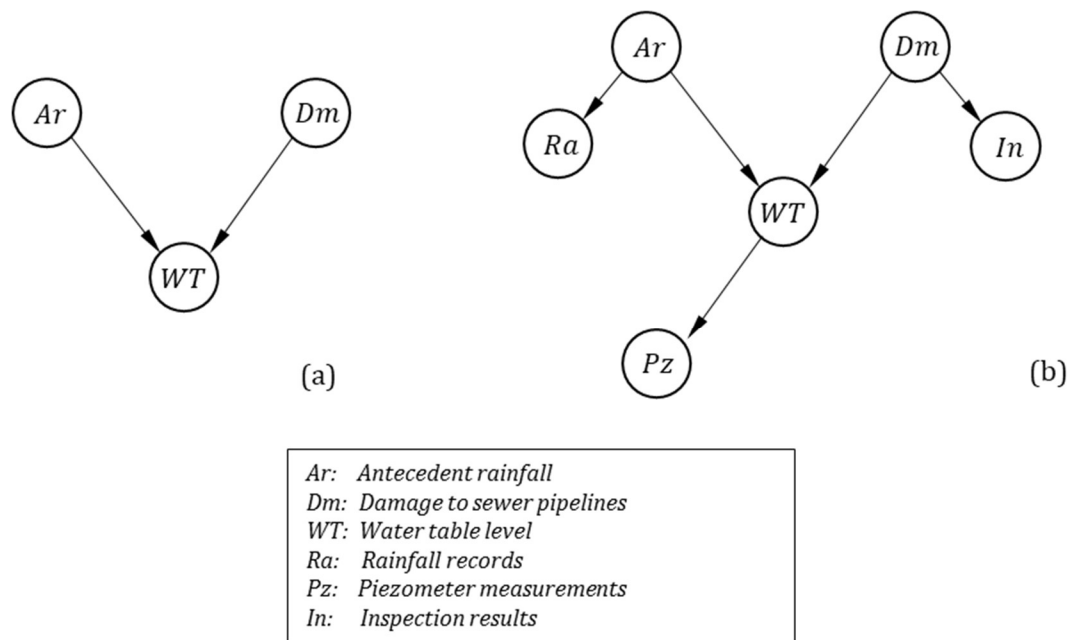 Ar
Dm
WT
(a)
Ar
Dm
Ra
In
WT
Pz
(b)
Ar: Antecedent rainfall
Dm: Damage to sewer pipelines
WT: Water table level
Ra: Rainfall records
Pz: Piezometer measurements
In: Inspection results